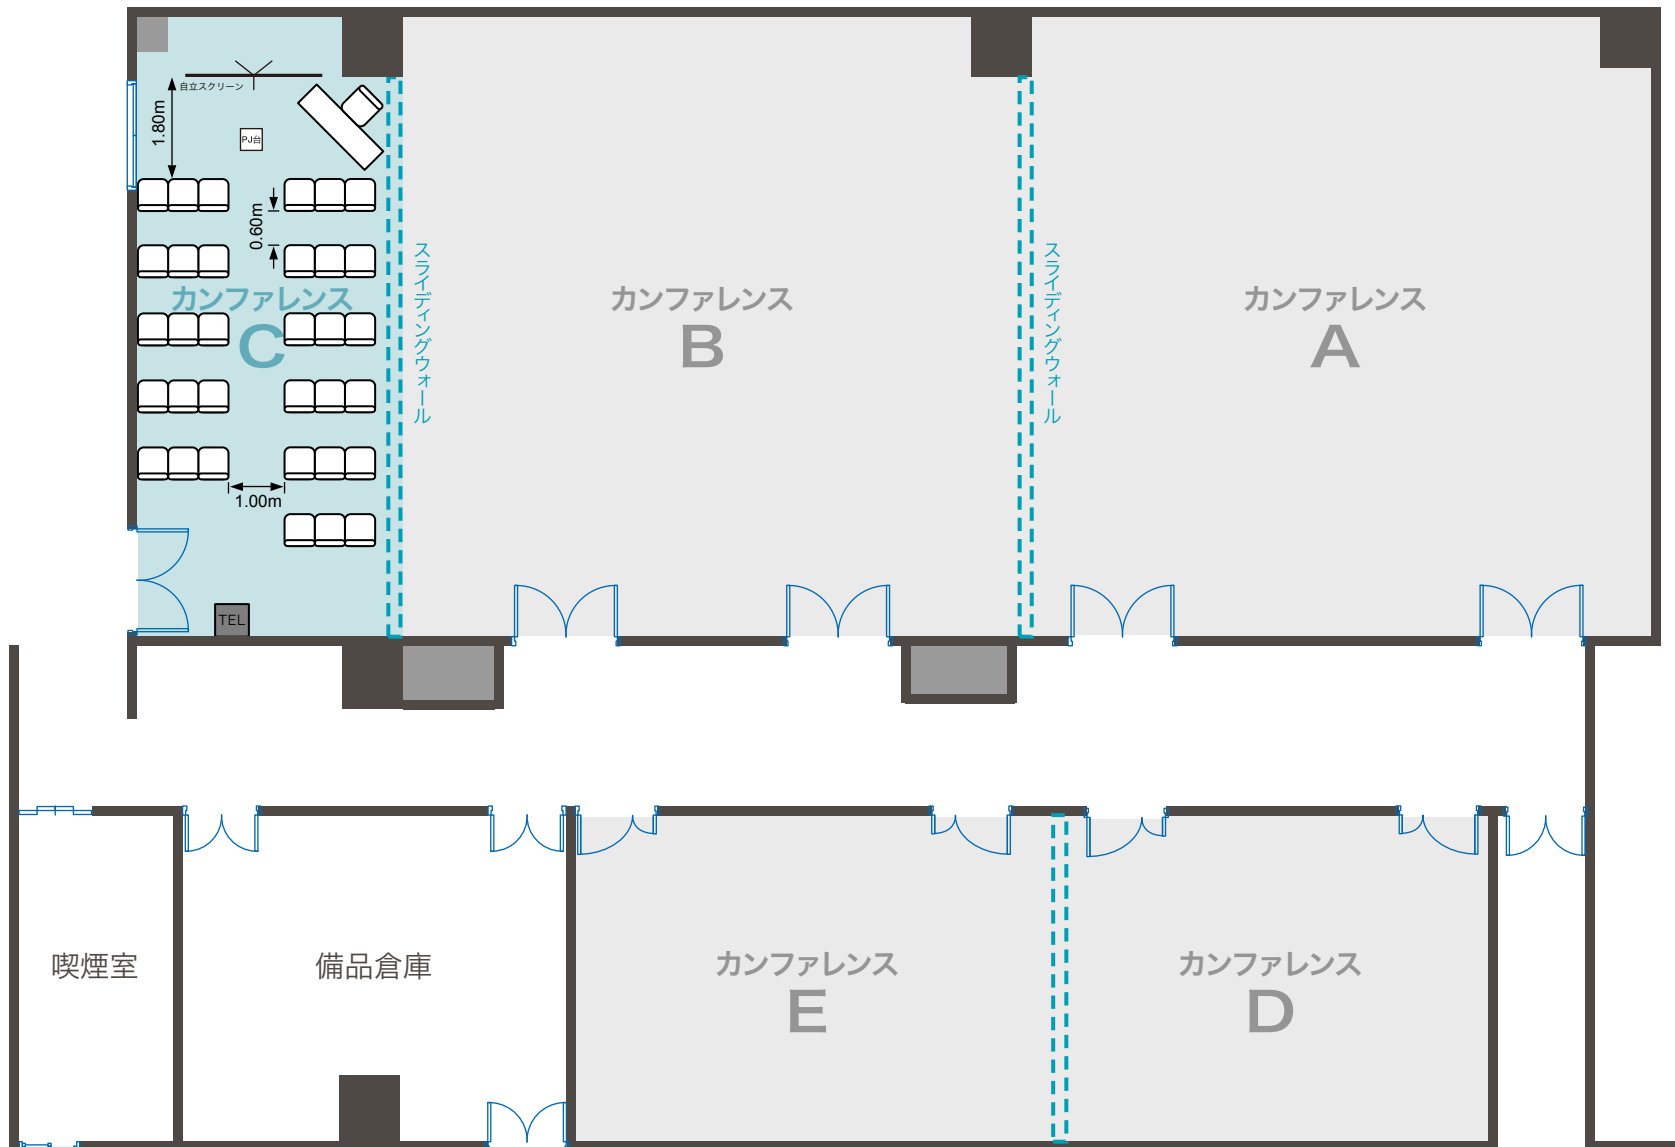 自立スクリーン
1.80m
PJ台
0.60m
カンファレンス
C
スライディングウォール
カンファレンス
B
スライディングウォール
カンファレンス
A
1.00m
TEL
喫煙室
備品倉庫
カンファレンス
E
カンファレンス
D